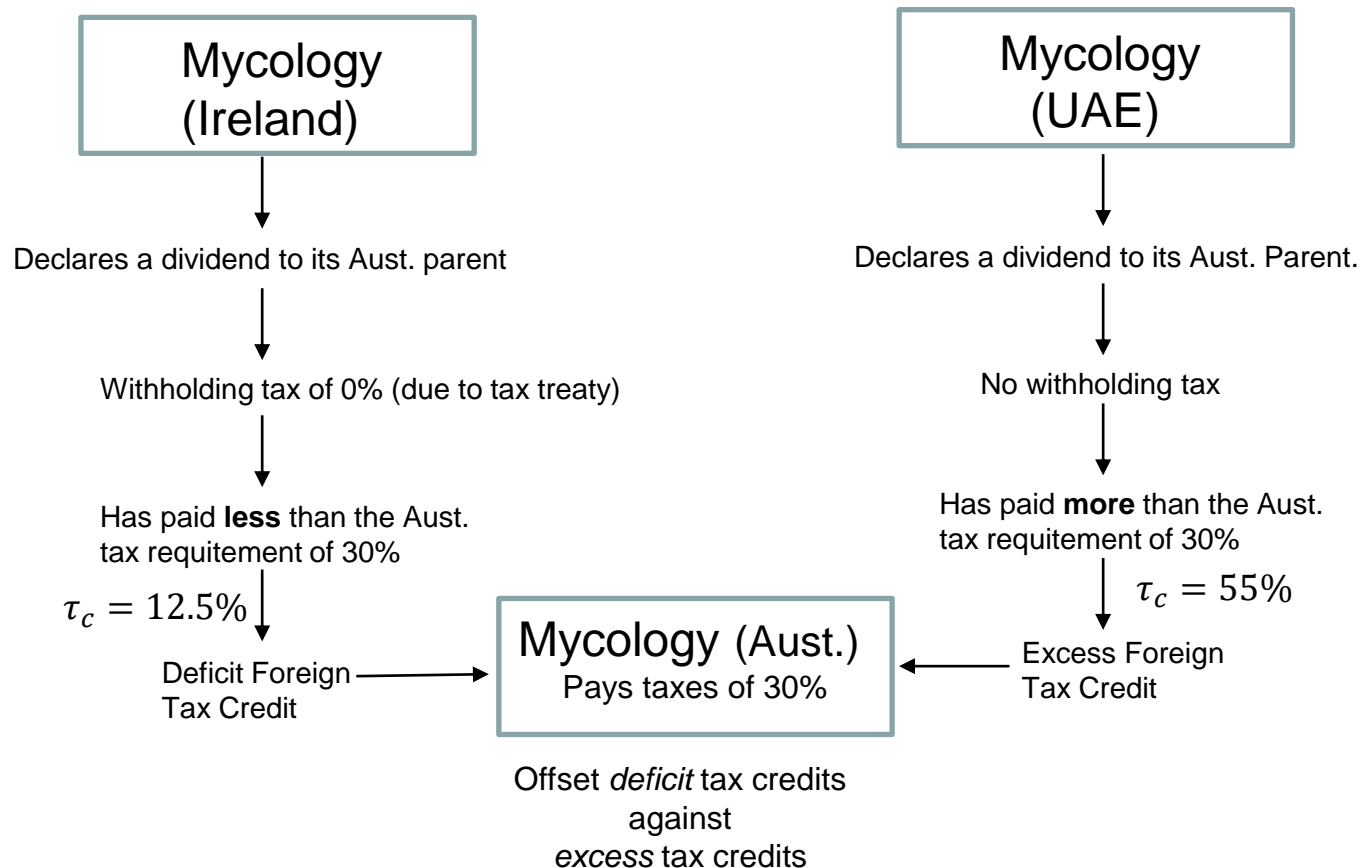 Mycology
(Ireland)
Declares a dividend to its Aust. parent
Withholding tax of 0% (due to tax treaty)
Has paid less than the Aust.
tax requitement of 30%
τc = 12.5%
Deficit Foreign
Tax Credit
Mycology
(UAE)
Declares a dividend to its Aust. Parent.
No withholding tax
Has paid more than the Aust.
tax requitement of 30%
τc = 55%
Excess Foreign
Tax Credit
Mycology (Aust.)
Pays taxes of 30%
Offset deficit tax credits
against
excess tax credits